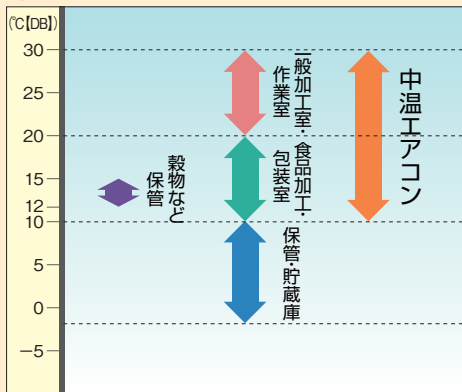 (℃【DB】)
30
25
20
15
12
10
5
0
−5
一般加工室・
作業室
食品加工・
包装室
穀物など
保管
保管・貯蔵庫
中温エアコン